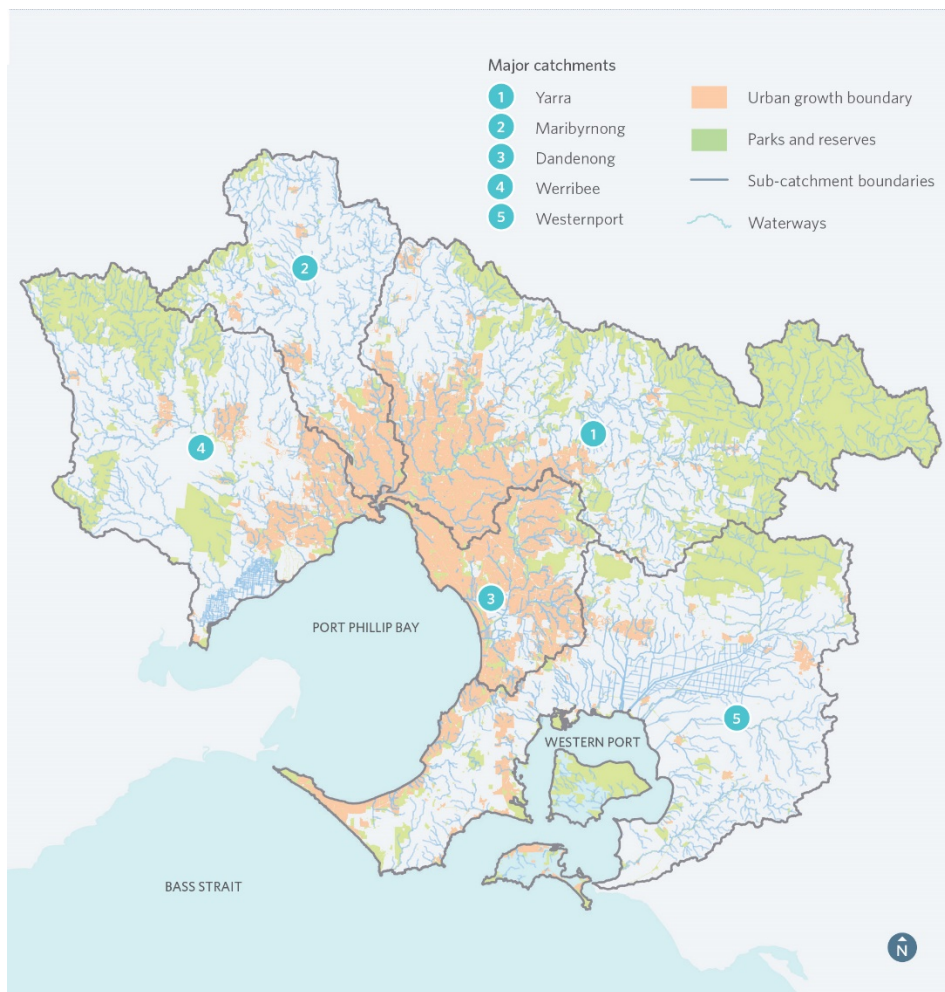 Major catchments
1 Yarra
2 Maribyrnong
3 Dandenong
4 Werribee
5 Westernport
Urban growth boundary
Parks and reserves
Sub-catchment boundaries
Waterways
2
1
4
3
PORT PHILLIP BAY
5
WESTERN PORT
BASS STRAIT
N